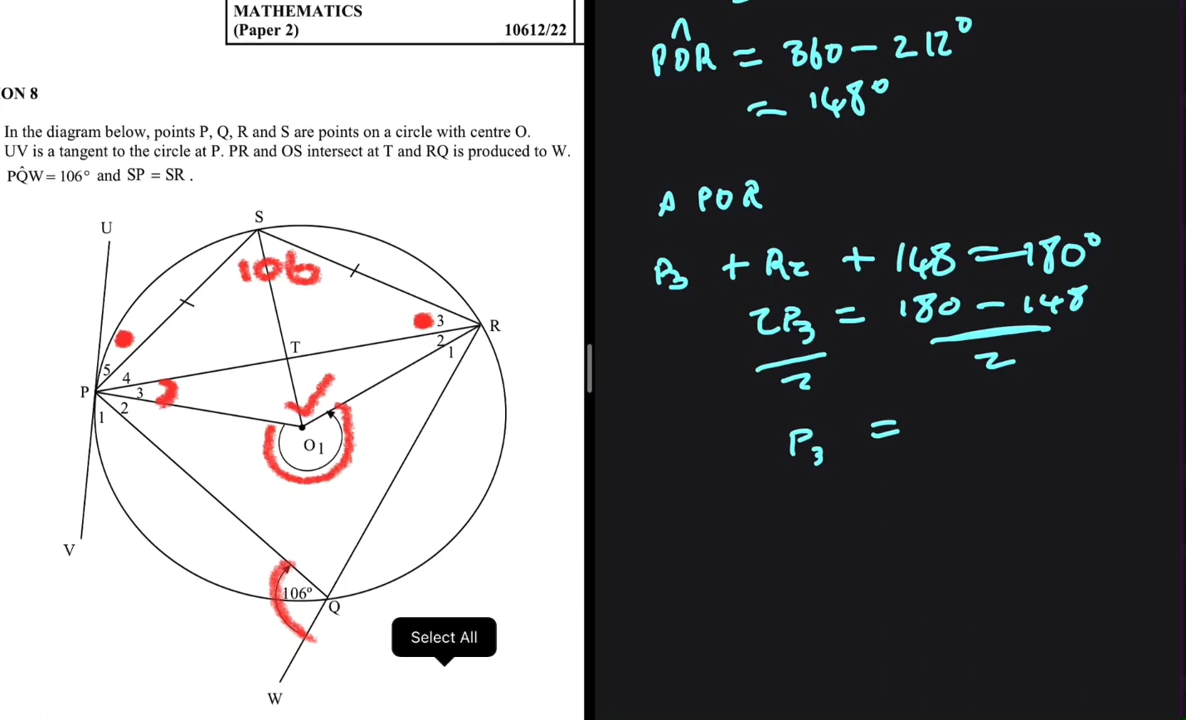 MATHEMATICS
(Paper 2) 10612/22
ON 8
In the diagram below, points P, Q, R and S are points on a circle with centre O.
UV is a tangent to the circle at P. PR and OS intersect at T and RQ is produced to W.
PQ̂W = 106° and SP = SR .
U
S
106
3
R
T
2
1
5
4
P
3
3
2
1
O 1
V
106°
Q
W
Select All
PÔR = 360 - 212°
= 148°
Δ POR
P3 + R2 + 148 = 180°
2P3 = 180 - 148
2 2
P3 =